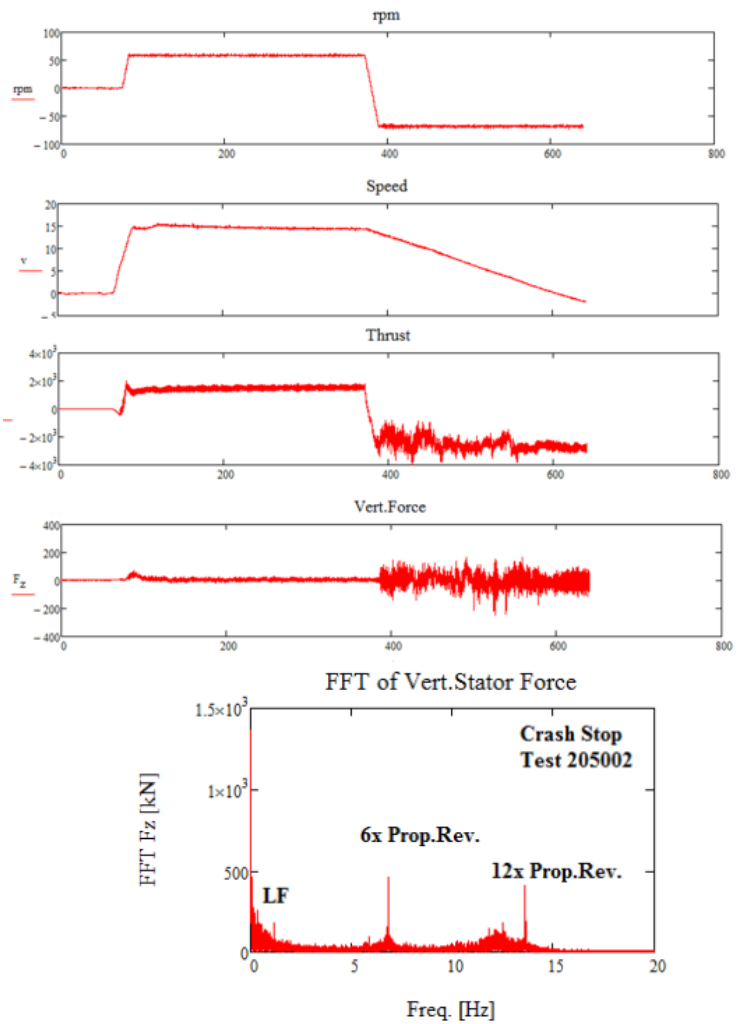 rpm
100
50
rpm
0
− 50
− 100
0 200 400 600 800
Speed
20
15
10
v
5
0
− 5
0 200 400 600 800
Thrust
4×10³
2×10³
0
− 2×10³
− 4×10³
0 200 400 600 800
Vert.Force
400
200
F_z
0
− 200
− 400
0 200 400 600 800
FFT of Vert.Stator Force
1.5×10³
Crash Stop
Test 205002
1×10³
FFT Fz [kN]
6x Prop.Rev.
12x Prop.Rev.
500
LF
0
0 5 10 15 20
Freq. [Hz]